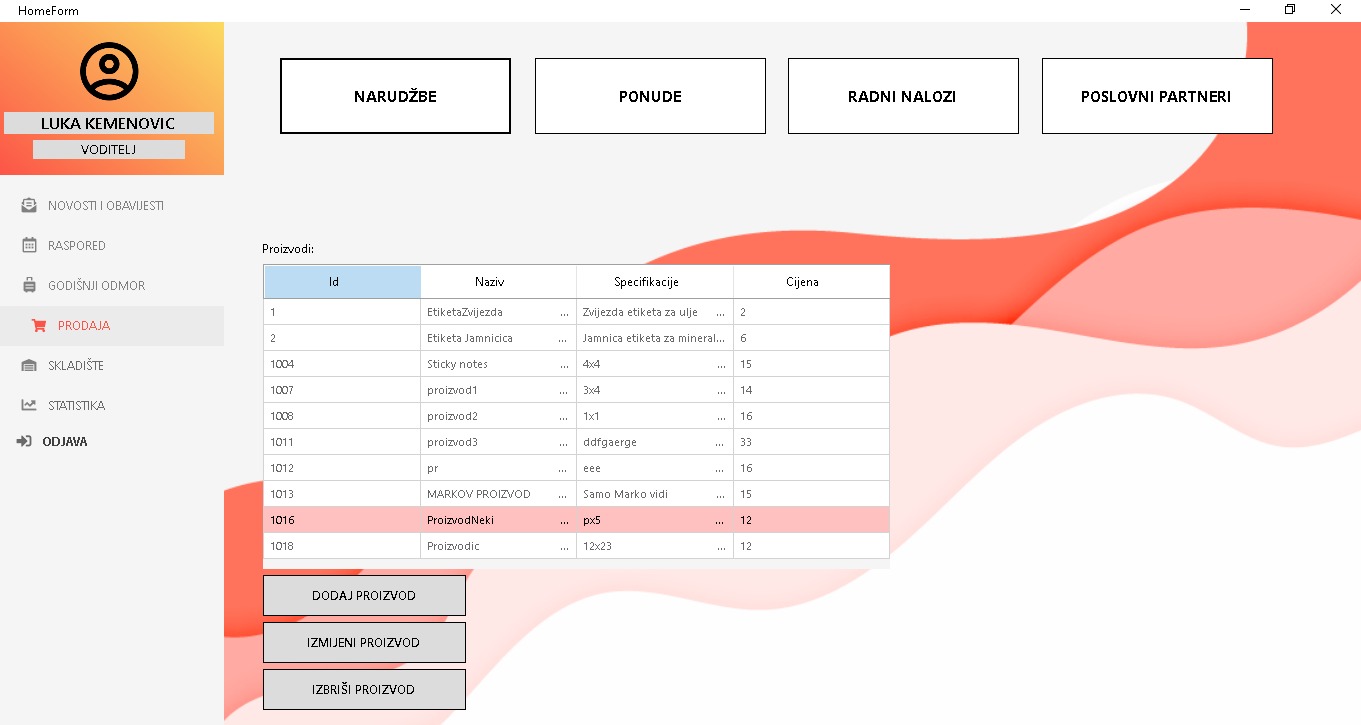 HomeForm
LUKA KEMENOVIC
VODITELJ
NOVOSTI I OBAVIJESTI
RASPORED
GODIŠNJI ODMOR
PRODAJA
SKLADIŠTE
STATISTIKA
ODJAVA
NARUDŽBE PONUDE RADNI NALOZI POSLOVNI PARTNERI
Proizvodi:
Id Naziv Specifikacije Cijena
1 EtiketaZvijezda ... Zvijezda etiketa za ulje ... 2
2 Etiketa Jamnicica ... Jamnica etiketa za mineral... 6
1004 Sticky notes ... 4x4 ... 15
1007 proizvod1 ... 3x4 ... 14
1008 proizvod2 ... 1x1 ... 16
1011 proizvod3 ... ddfgaerge ... 33
1012 pr ... eee ... 16
1013 MARKOV PROIZVOD ... Samo Marko vidi ... 15
1016 ProizvodNeki ... px5 ... 12
1018 Proizvodic ... 12x23 ... 12
DODAJ PROIZVOD
IZMIJENI PROIZVOD
IZBRIŠI PROIZVOD